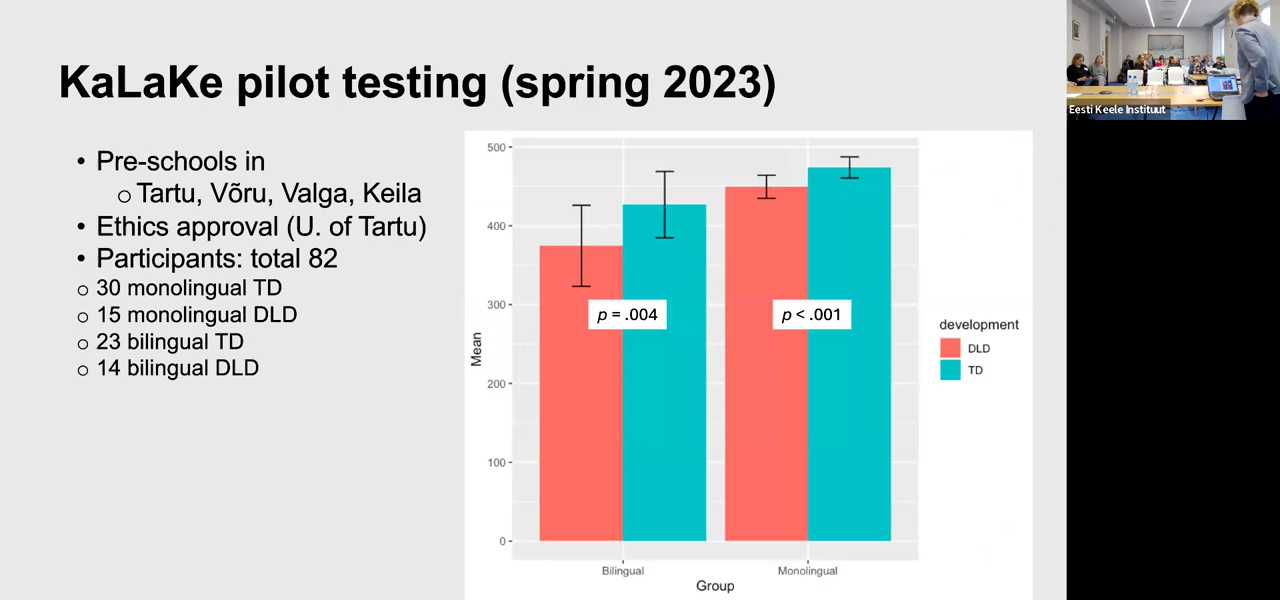 KaLaKe pilot testing (spring 2023)
• Pre-schools in
o Tartu, Võru, Valga, Keila
• Ethics approval (U. of Tartu)
• Participants: total 82
o 30 monolingual TD
o 15 monolingual DLD
o 23 bilingual TD
o 14 bilingual DLD
500
400
300
200
100
0
Mean
p = .004
p < .001
Bilingual
Monolingual
Group
development
DLD
TD
Eesti Keele Instituut